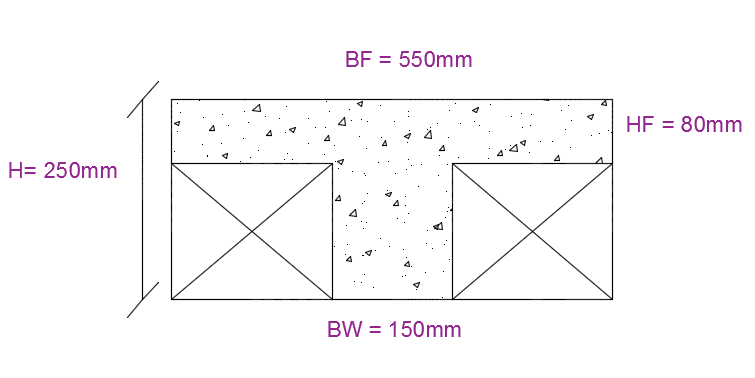 BF = 550mm
HF = 80mm
H= 250mm
BW = 150mm